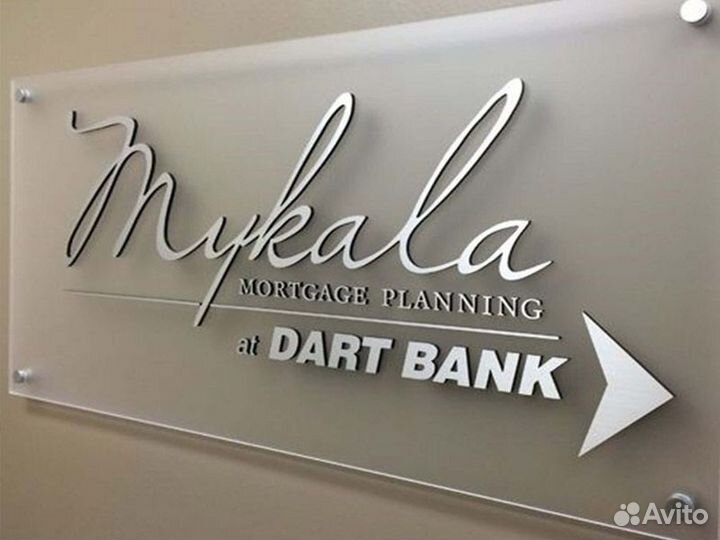 Mykala
MORTGAGE PLANNING
at DART BANK
Avito